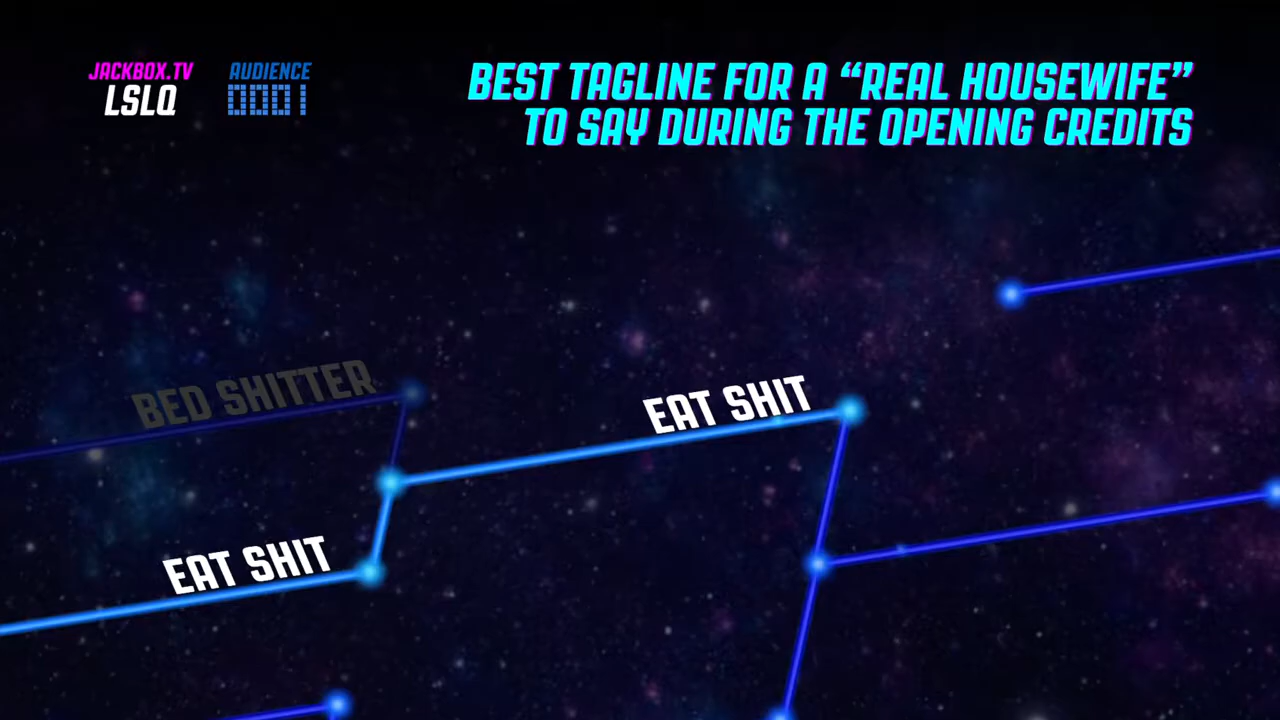 JACKBOX.TV
LSLQ
AUDIENCE
0001
BEST TAGLINE FOR A “REAL HOUSEWIFE”
TO SAY DURING THE OPENING CREDITS
BED SHITTER
EAT SHIT
EAT SHIT